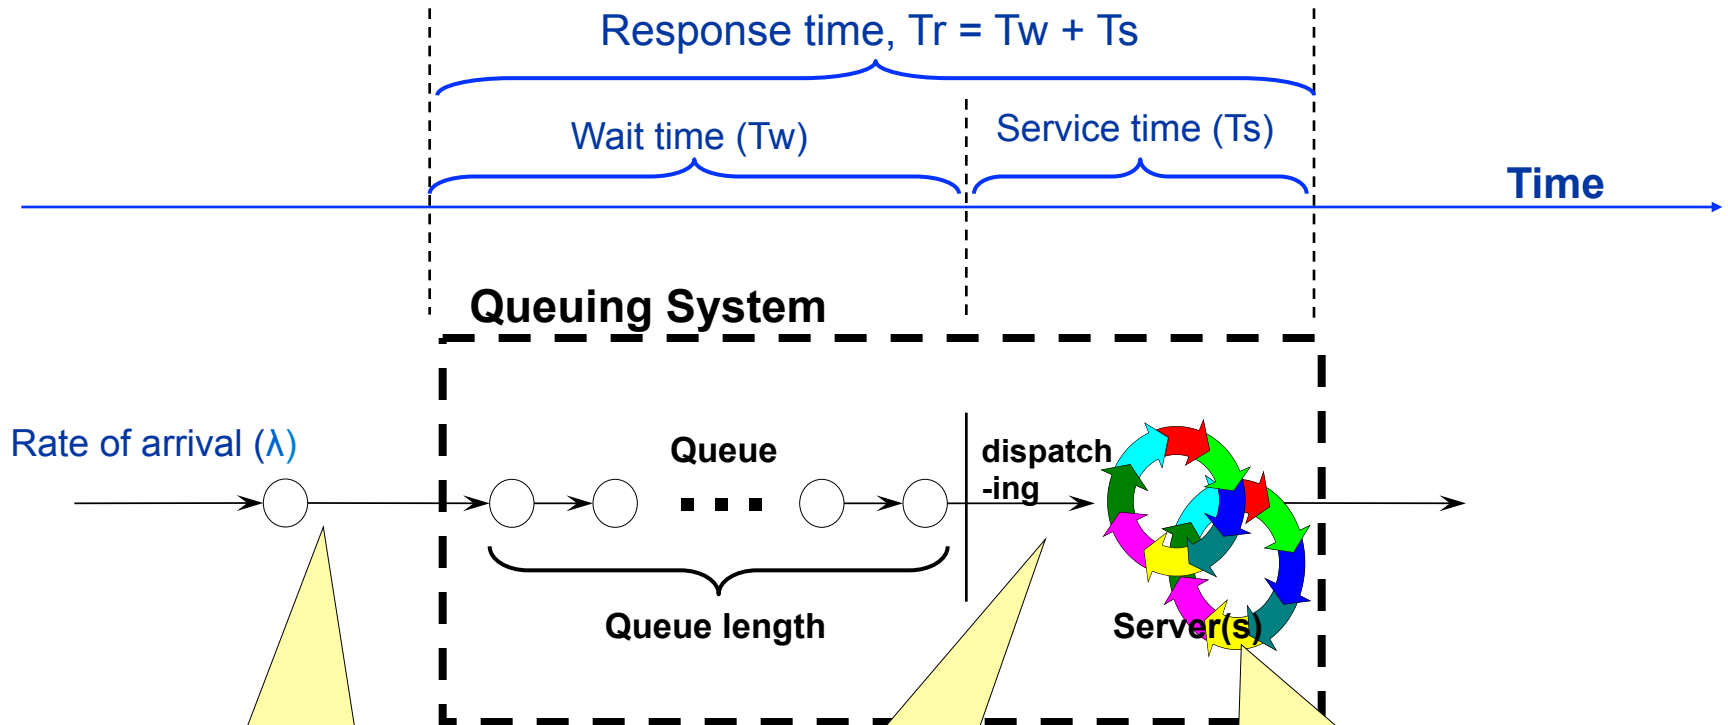 Response time, Tr = Tw + Ts
Wait time (Tw)
Service time (Ts)
Time
Queuing System
Rate of arrival (λ)
Queue
dispatch
-ing
Queue length
Server(s)